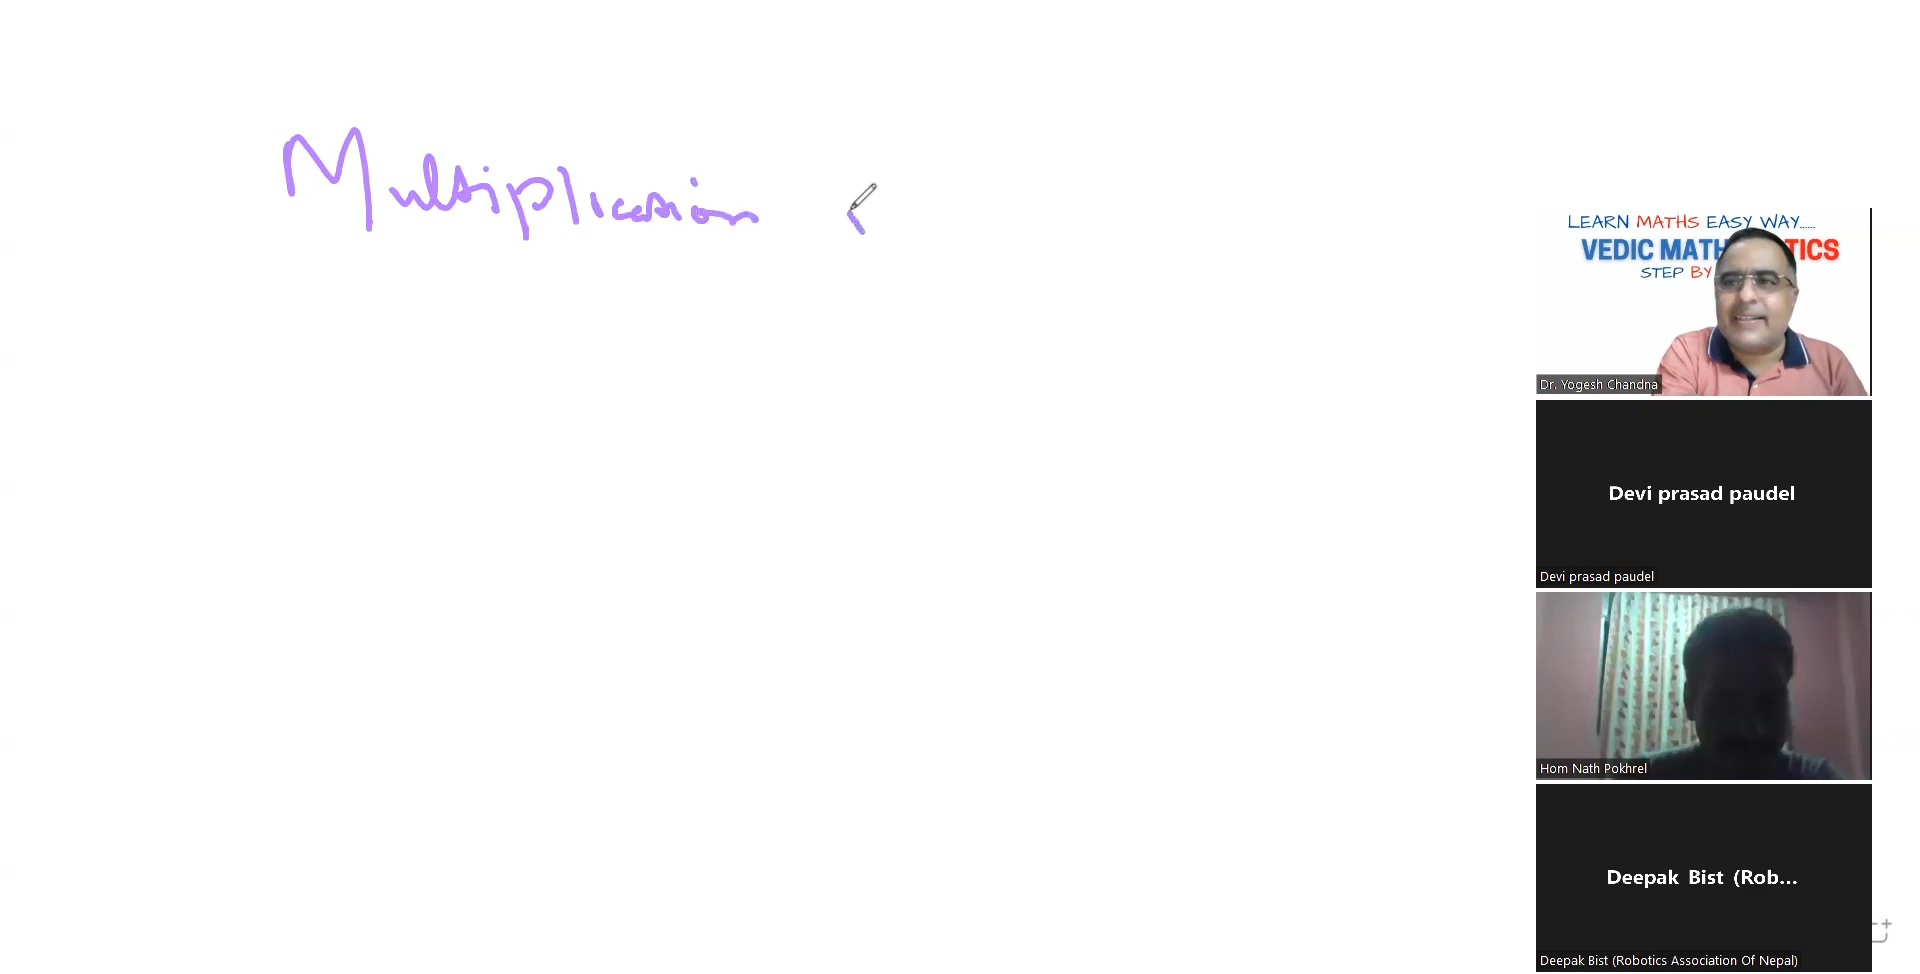 Multiplication
LEARN MATHS EASY WAY......
VEDIC MATH TICS
STEP BY
Dr. Yogesh Chandna
Devi prasad paudel
Devi prasad paudel
Hom Nath Pokhrel
Deepak Bist (Rob...
Deepak Bist (Robotics Association Of Nepal)